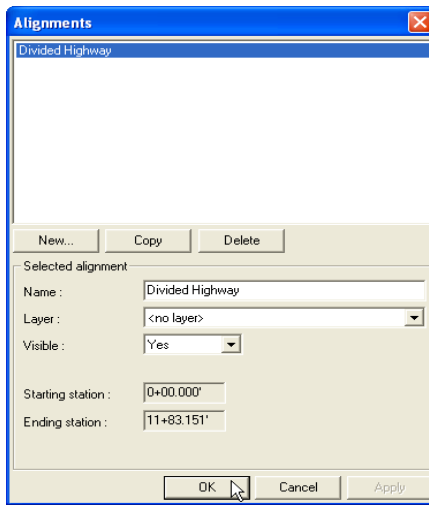 Alignments
Divided Highway
New... Copy Delete
Selected alignment
Name : Divided Highway
Layer : <no layer>
Visible : Yes
Starting station : 0+00.000'
Ending station : 11+83.151'
OK Cancel Apply